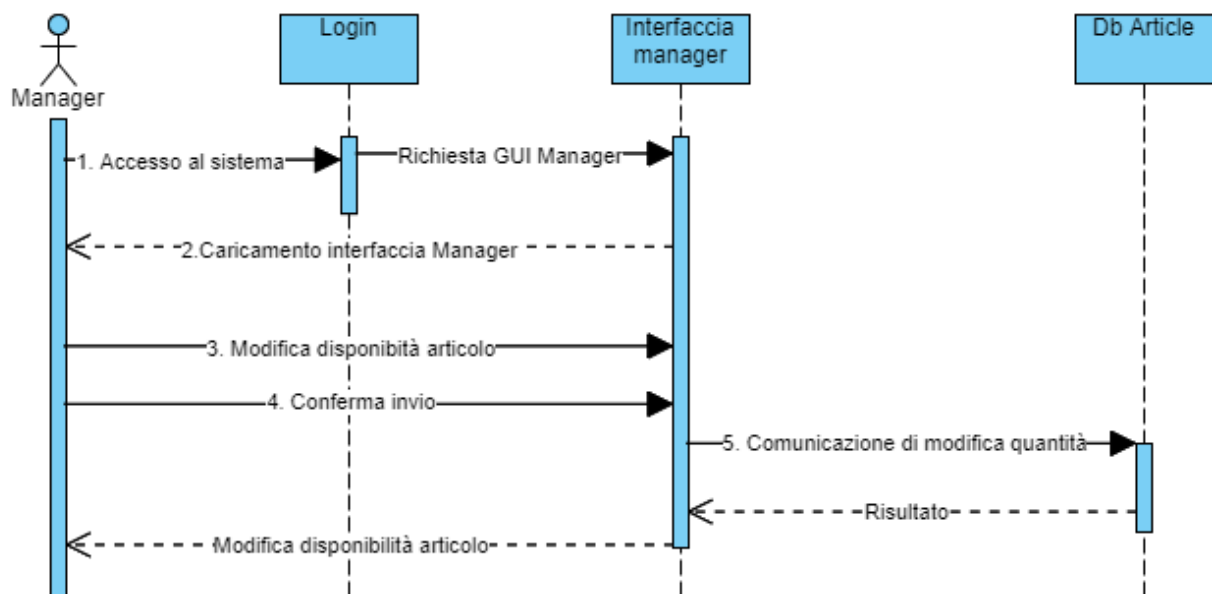 Login
Interfaccia
manager
Db Article
Manager
1. Accesso al sistema
Richiesta GUI Manager
2.Caricamento interfaccia Manager
3. Modifica disponibità articolo
4. Conferma invio
5. Comunicazione di modifica quantità
Risultato
Modifica disponibilità articolo